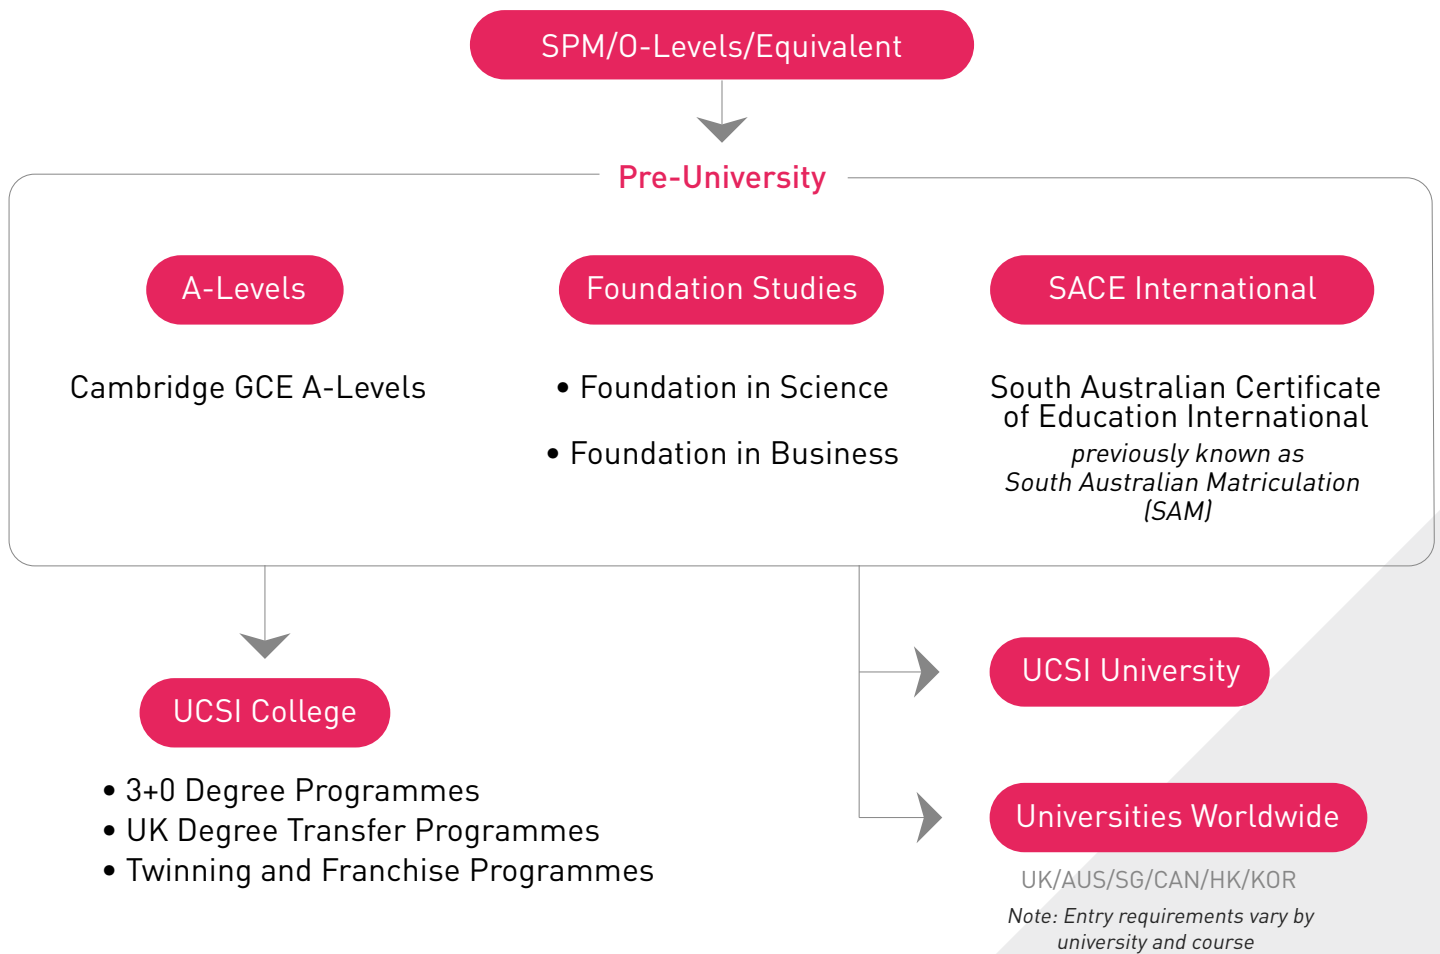 SPM/O-Levels/Equivalent
Pre-University
A-Levels
Cambridge GCE A-Levels
Foundation Studies
• Foundation in Science
• Foundation in Business
SACE International
South Australian Certificate
of Education International
previously known as
South Australian Matriculation
(SAM)
UCSI College
• 3+0 Degree Programmes
• UK Degree Transfer Programmes
• Twinning and Franchise Programmes
UCSI University
Universities Worldwide
UK/AUS/SG/CAN/HK/KOR
Note: Entry requirements vary by
university and course